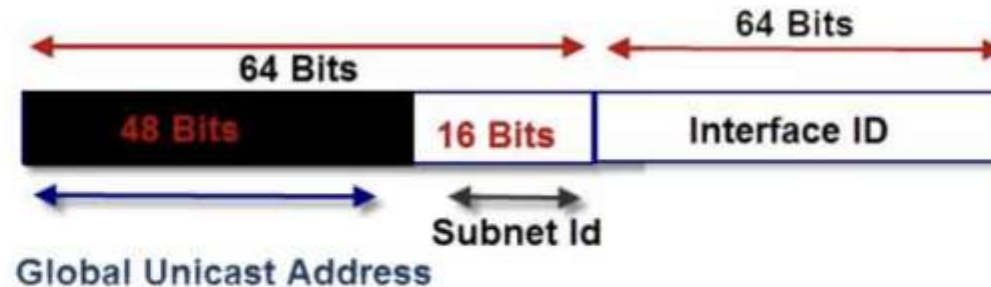 64 Bits
64 Bits
48 Bits
16 Bits
Interface ID
Subnet Id
Global Unicast Address